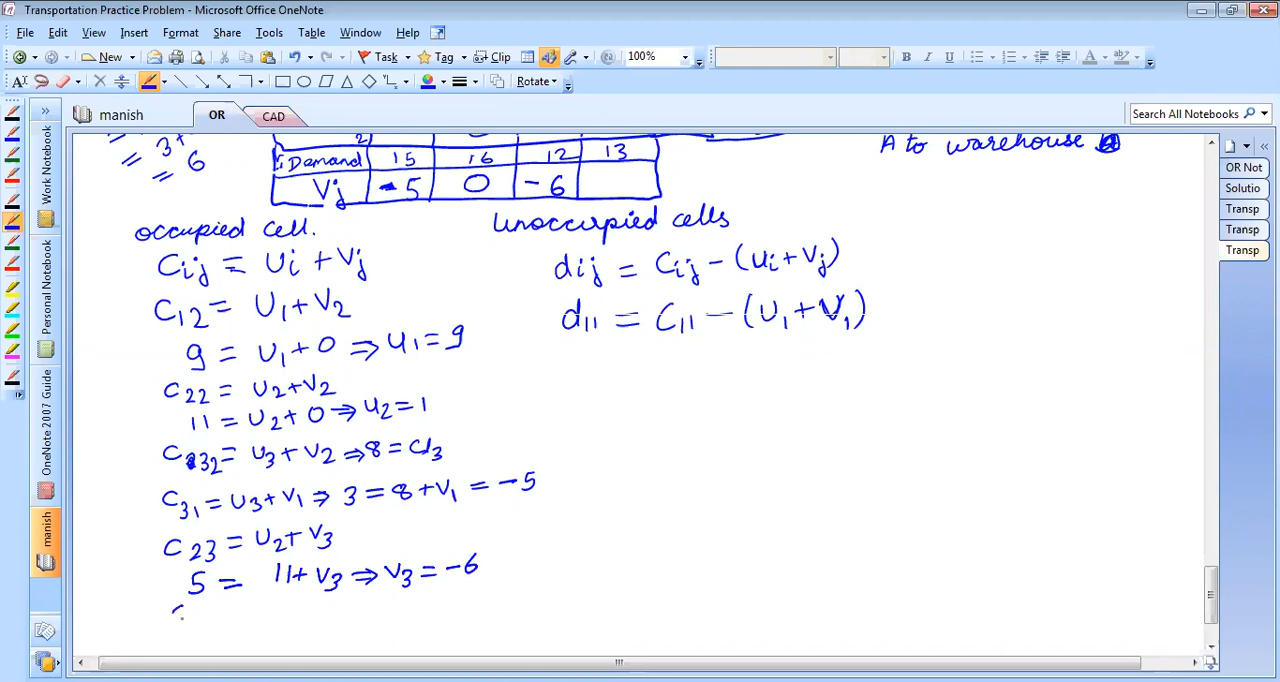 Transportation Practice Problem - Microsoft Office OneNote
File Edit View Insert Format Share Tools Table Window Help
New Task Tag Clip 100% B I U
Rotate
manish OR CAD Search All Notebooks
Work Notebook
Personal Notebook
OneNote 2007 Guide
manish
OR Not
Solutio
Transp
Transp
Transp
= 3+
= 6
2
A to warehouse
Demand 15 16 12 13
Vj -5 0 -6
occupied cell. Unoccupied cells
Cij = Ui + Vj
dij = Cij - (Ui + Vj)
C12 = U1 + V2
d11 = C11 - (U1 + V1)
9 = U1 + 0 ⇒ U1 = 9
C22 = U2 + V2
11 = U2 + 0 ⇒ U2 = 1
C32 = U3 + V2 ⇒ 8 = U3
C31 = U3 + V1 ⇒ 3 = 8 + V1 = -5
C23 = U2 + V3
5 = 11 + V3 ⇒ V3 = -6